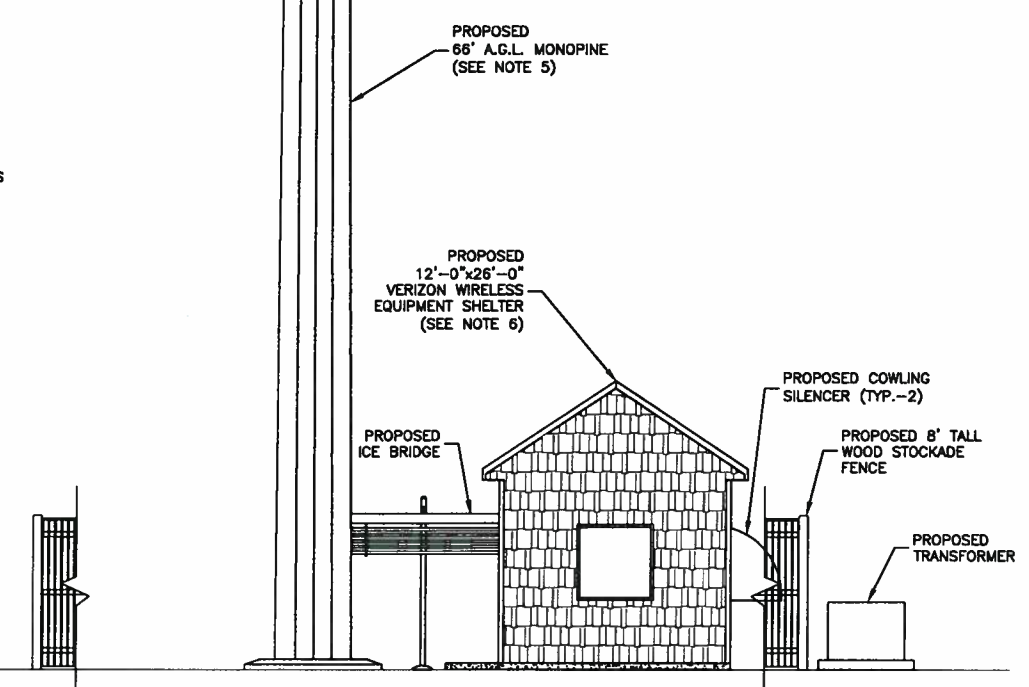 PROPOSED
66' A.G.L. MONOPINE
(SEE NOTE 5)
S
PROPOSED
12'-0"x26'-0"
VERIZON WIRELESS
EQUIPMENT SHELTER
(SEE NOTE 6)
PROPOSED COWLING
SILENCER (TYP.-2)
PROPOSED
ICE BRIDGE
PROPOSED 8' TALL
WOOD STOCKADE
FENCE
PROPOSED
TRANSFORMER